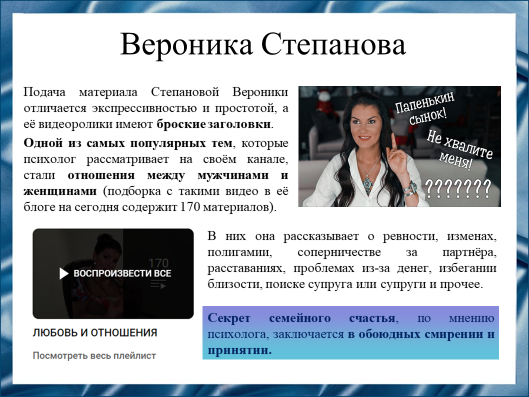 Вероника Степанова
Подача материала Степановой Вероники
отличается экспрессивностью и простотой, а
её видеоролики имеют броские заголовки.
Одной из самых популярных тем, которые
психолог рассматривает на своём канале,
стали отношения между мужчинами и
женщинами (подборка с такими видео в её
блоге на сегодня содержит 170 материалов).
Папенькин
сынок!
Не хвалите
меня!
???????
170
ВОСПРОИЗВЕСТИ ВСЕ
ЛЮБОВЬ И ОТНОШЕНИЯ
Посмотреть весь плейлист
В них она рассказывает о ревности, изменах,
полигамии, соперничестве за партнёра,
расставаниях, проблемах из-за денег, избегании
близости, поиске супруга или супруги и прочее.
Секрет семейного счастья, по мнению
психолога, заключается в обоюдных смирении и
принятии.